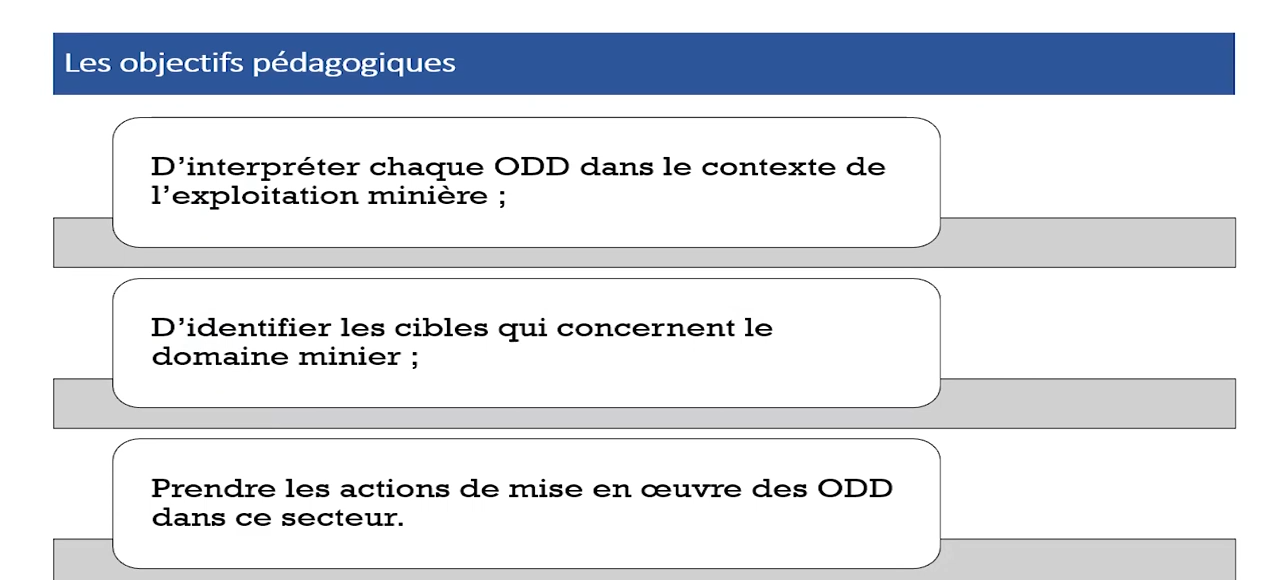 Les objectifs pédagogiques
D’interpréter chaque ODD dans le contexte de
l’exploitation minière ;
D’identifier les cibles qui concernent le
domaine minier ;
Prendre les actions de mise en œuvre des ODD
dans ce secteur.